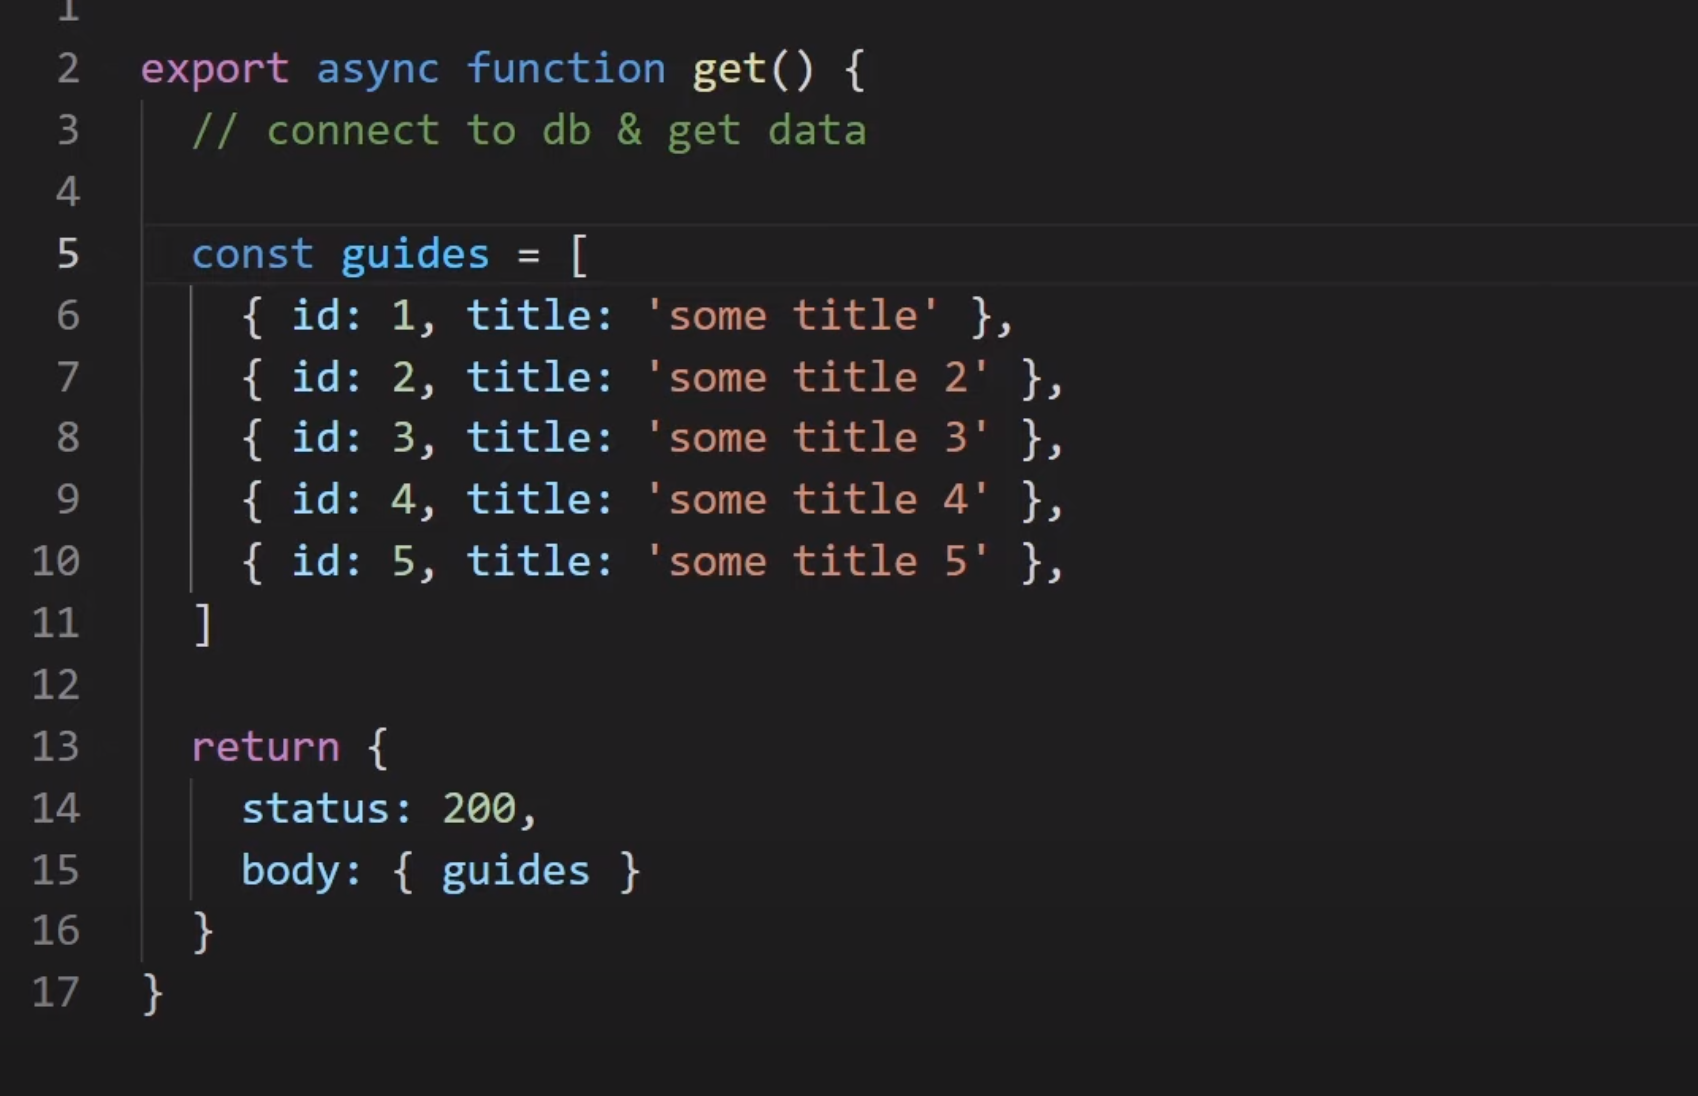 1
2 export async function get() {
3   // connect to db & get data
4
5   const guides = [
6     { id: 1, title: 'some title' },
7     { id: 2, title: 'some title 2' },
8     { id: 3, title: 'some title 3' },
9     { id: 4, title: 'some title 4' },
10     { id: 5, title: 'some title 5' },
11   ]
12
13   return {
14     status: 200,
15     body: { guides }
16   }
17 }